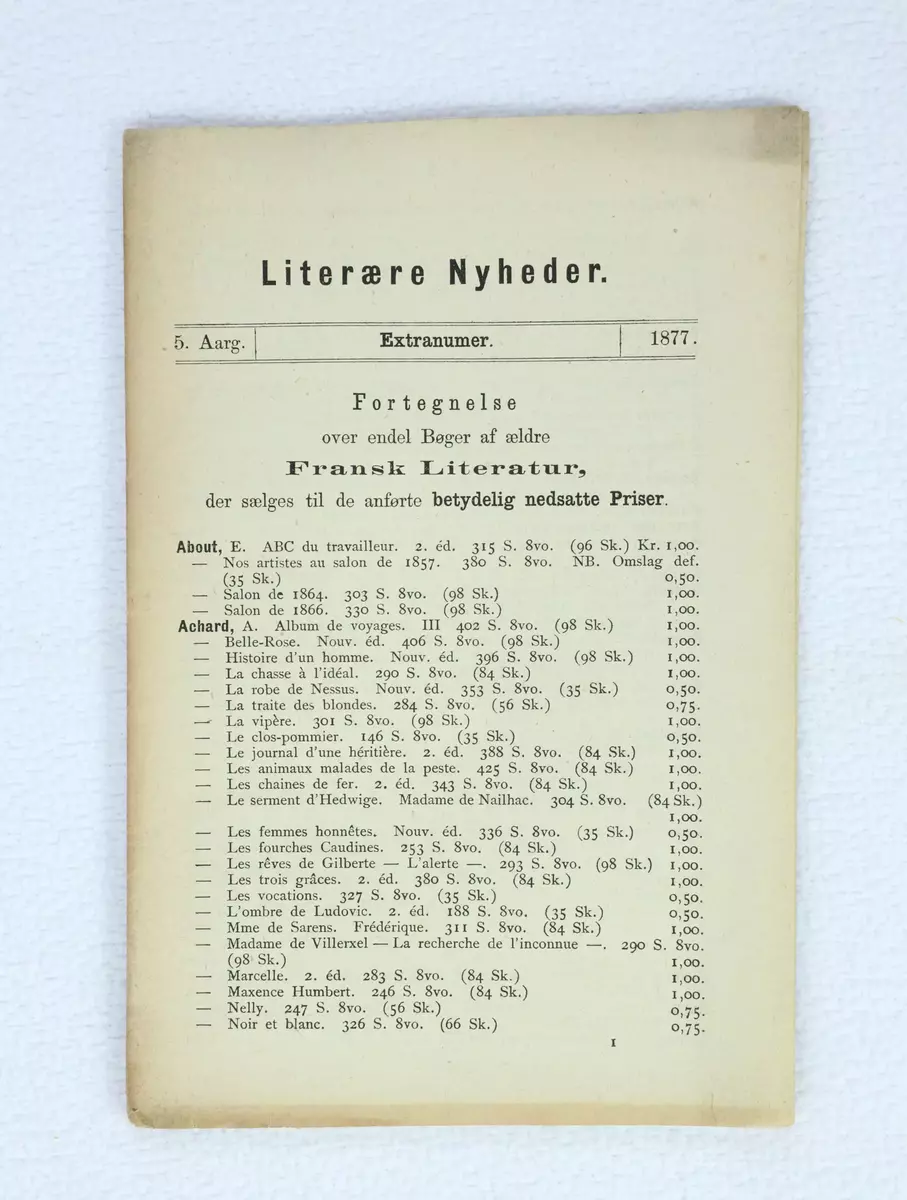 Literære Nyheder.
5. Aarg. Extranumer. 1877.
Fortegnelse
over endel Bøger af ældre
Fransk Literatur,
der sælges til de anførte betydelig nedsatte Priser.
About, E. ABC du travailleur. 2. éd. 315 S. 8vo. (96 Sk.) Kr. 1,00.
— Nos artistes au salon de 1857. 380 S. 8vo. NB. Omslag def.
(35 Sk.) 0,50.
— Salon de 1864. 303 S. 8vo. (98 Sk.) 1,00.
— Salon de 1866. 330 S. 8vo. (98 Sk.) 1,00.
Achard, A. Album de voyages. III 402 S. 8vo. (98 Sk.) 1,00.
— Belle-Rose. Nouv. éd. 406 S. 8vo. (98 Sk.) 1,00.
— Histoire d'un homme. Nouv. éd. 396 S. 8vo. (98 Sk.) 1,00.
— La chasse à l'idéal. 290 S. 8vo. (84 Sk.) 1,00.
— La robe de Nessus. Nouv. éd. 353 S. 8vo. (35 Sk.) 0,50.
— La traite des blondes. 284 S. 8vo. (56 Sk.) 0,75.
— La vipère. 301 S. 8vo. (98 Sk.) 1,00.
— Le clos-pommier. 146 S. 8vo. (35 Sk.) 0,50.
— Le journal d'une héritière. 2. éd. 388 S. 8vo. (84 Sk.) 1,00.
— Les animaux malades de la peste. 425 S. 8vo. (84 Sk.) 1,00.
— Les chaines de fer. 2. éd. 343 S. 8vo. (84 Sk.) 1,00.
— Le serment d'Hedwige. Madame de Nailhac. 304 S. 8vo. (84 Sk.)
1,00.
— Les femmes honnêtes. Nouv. éd. 336 S. 8vo. (35 Sk.) 0,50.
— Les fourches Caudines. 253 S. 8vo. (84 Sk.) 1,00.
— Les rêves de Gilberte — L'alerte —. 293 S. 8vo. (98 Sk.) 1,00.
— Les trois grâces. 2. éd. 380 S. 8vo. (84 Sk.) 1,00.
— Les vocations. 327 S. 8vo. (35 Sk.) 0,50.
— L'ombre de Ludovic. 2. éd. 188 S. 8vo. (35 Sk.) 0,50.
— Mme de Sarens. Frédérique. 311 S. 8vo. (84 Sk.) 1,00.
— Madame de Villerxel — La recherche de l'inconnue —. 290 S. 8vo.
(98 Sk.) 1,00.
— Marcelle. 2. éd. 283 S. 8vo. (84 Sk.) 1,00.
— Maxence Humbert. 246 S. 8vo. (84 Sk.) 1,00.
— Nelly. 247 S. 8vo. (56 Sk.) 0,75.
— Noir et blanc. 326 S. 8vo. (66 Sk.) 0,75.
1